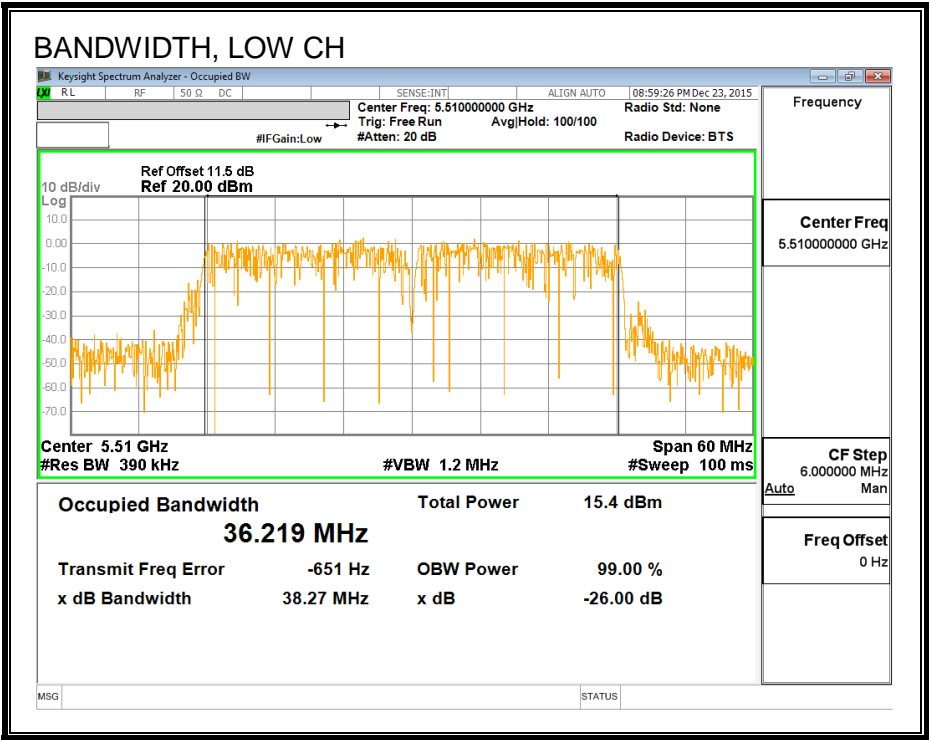 BANDWIDTH, LOW CH
Keysight Spectrum Analyzer - Occupied BW
LXI RL RF 50 Ω DC SENSE:INT ALIGN AUTO 08:59:26 PM Dec 23, 2015
Center Freq: 5.510000000 GHz Radio Std: None
Trig: Free Run Avg|Hold: 100/100
#IFGain:Low #Atten: 20 dB Radio Device: BTS
Frequency
Ref Offset 11.5 dB
10 dB/div Ref 20.00 dBm
Log
10.0
0.00
-10.0
-20.0
-30.0
-40.0
-50.0
-60.0
-70.0
Center 5.51 GHz Span 60 MHz
#Res BW 390 kHz #VBW 1.2 MHz #Sweep 100 ms
Center Freq
5.510000000 GHz
CF Step
6.000000 MHz
Auto Man
Freq Offset
0 Hz
Occupied Bandwidth Total Power 15.4 dBm
36.219 MHz
Transmit Freq Error -651 Hz OBW Power 99.00 %
x dB Bandwidth 38.27 MHz x dB -26.00 dB
MSG STATUS